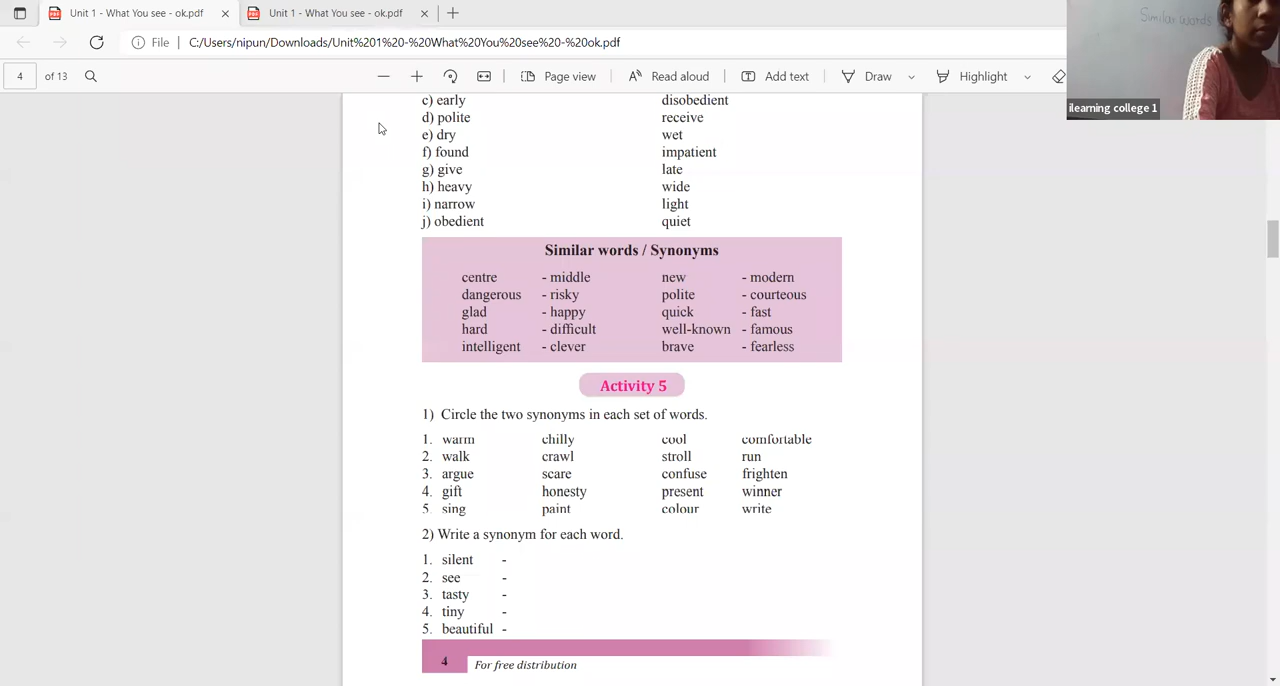 Unit 1 - What You see - ok.pdf
Unit 1 - What You see - ok.pdf
File
C:/Users/nipun/Downloads/Unit%201%20-%20What%20You%20see%20-%20ok.pdf
4 of 13
Page view
Read aloud
Add text
Draw
Highlight
Similar words
ilearning college 1
c) early disobedient
d) polite receive
e) dry wet
f) found impatient
g) give late
h) heavy wide
i) narrow light
j) obedient quiet
Similar words / Synonyms
centre - middle new - modern
dangerous - risky polite - courteous
glad - happy quick - fast
hard - difficult well-known - famous
intelligent - clever brave - fearless
Activity 5
1) Circle the two synonyms in each set of words.
1. warm chilly cool comfortable
2. walk crawl stroll run
3. argue scare confuse frighten
4. gift honesty present winner
5. sing paint colour write
2) Write a synonym for each word.
1. silent -
2. see -
3. tasty -
4. tiny -
5. beautiful -
4
For free distribution